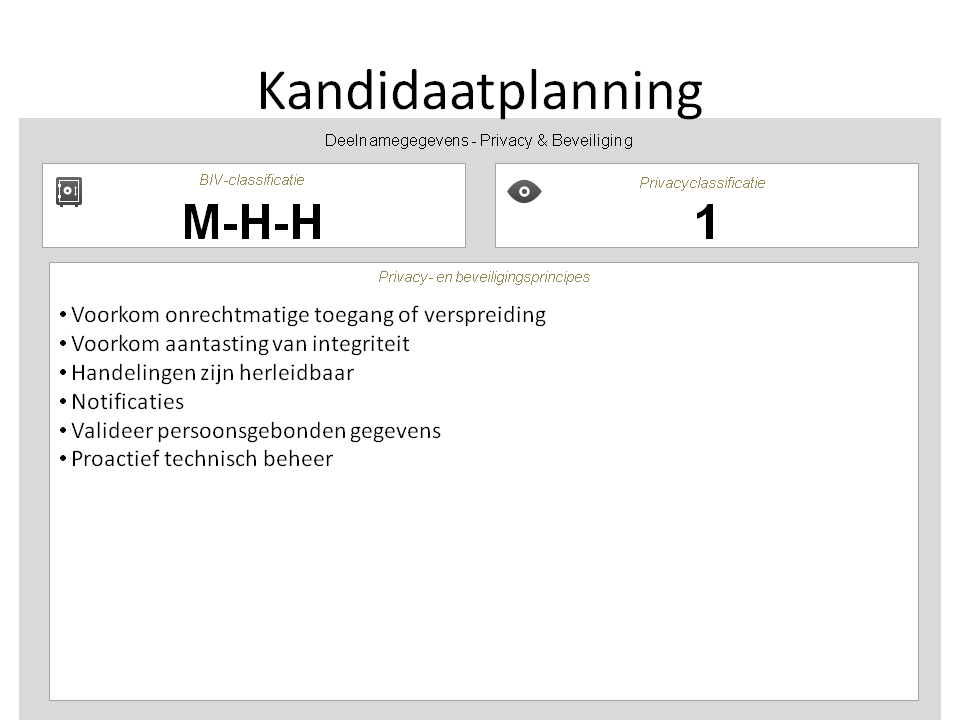 Kandidaatplanning
Deelnamegegevens - Privacy & Beveiliging
BIV-classificatie
M-H-H
Privacyclassificatie
1
Privacy- en beveiligingsprincipes
• Voorkom onrechtmatige toegang of verspreiding
• Voorkom aantasting van integriteit
• Handelingen zijn herleidbaar
• Notificaties
• Valideer persoonsgebonden gegevens
• Proactief technisch beheer